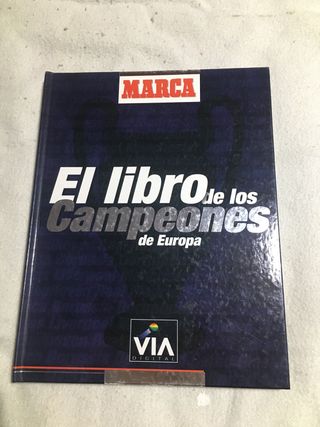 MARCA
El libro de los
Campeones
de Europa
VIA
DIGITAL